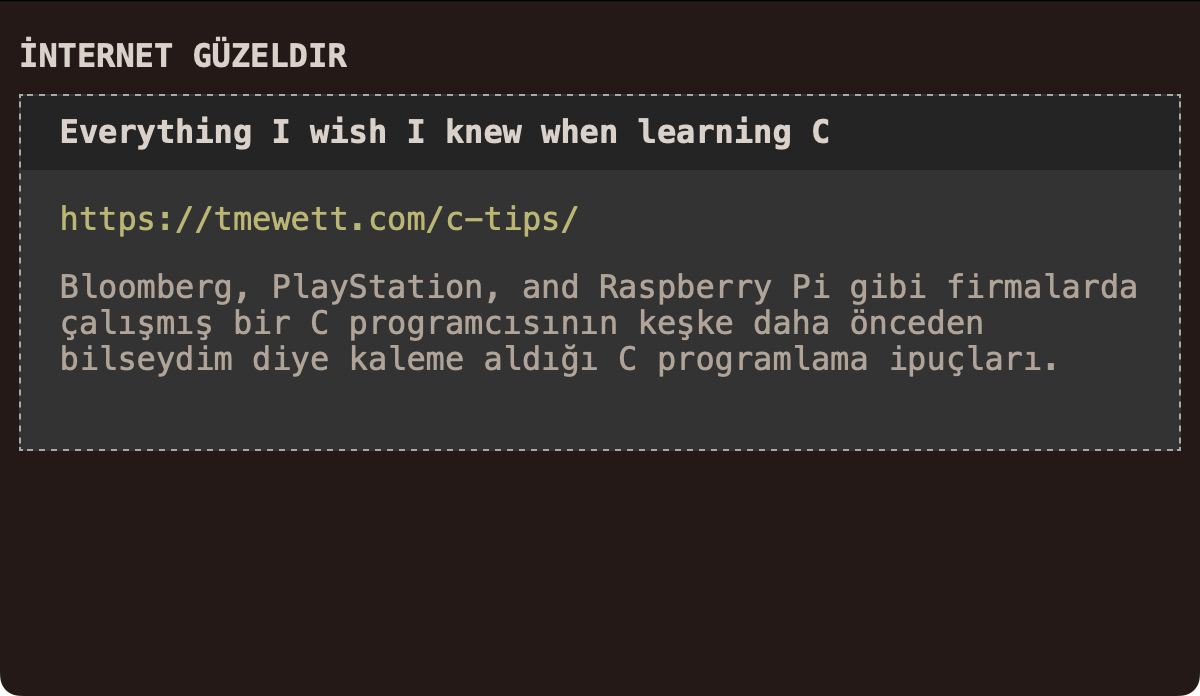 İNTERNET GÜZELDIR
Everything I wish I knew when learning C
https://tmewett.com/c-tips/
Bloomberg, PlayStation, and Raspberry Pi gibi firmalarda
çalışmış bir C programcısının keşke daha önceden
bilseydim diye kaleme aldığı C programlama ipuçları.